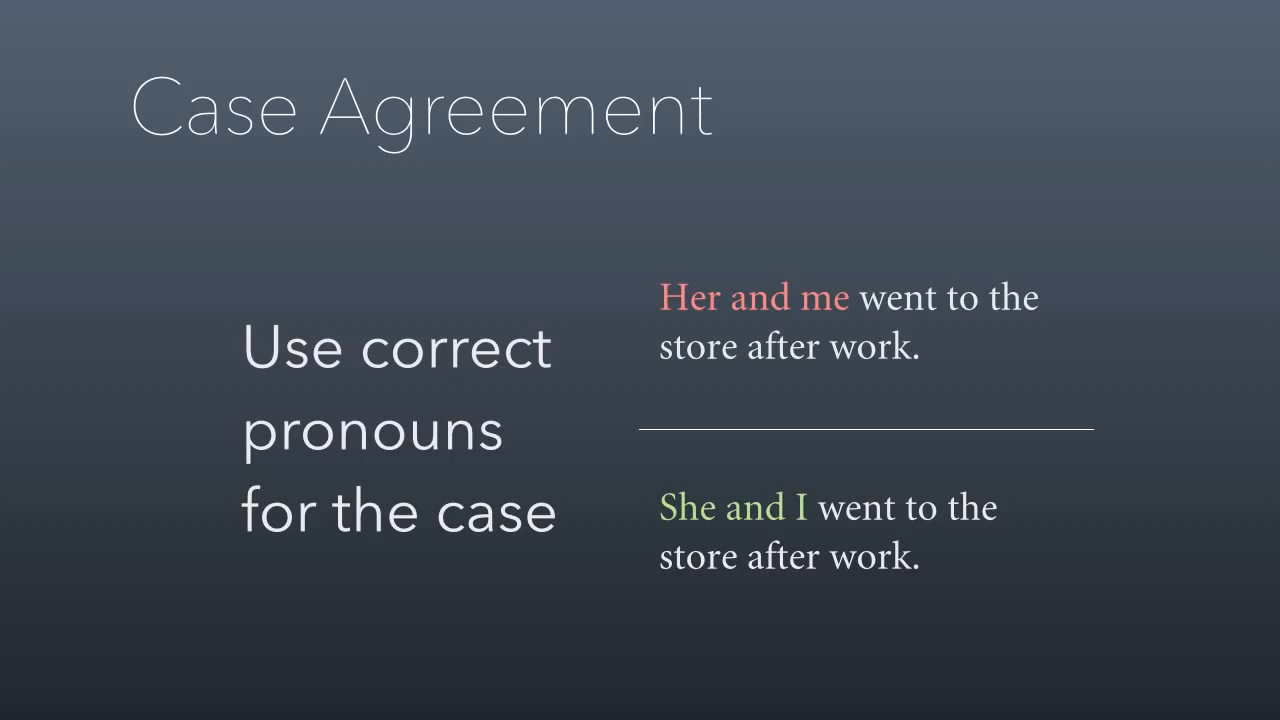 Case Agreement
Use correct
pronouns
for the case
Her and me went to the
store after work.
She and I went to the
store after work.